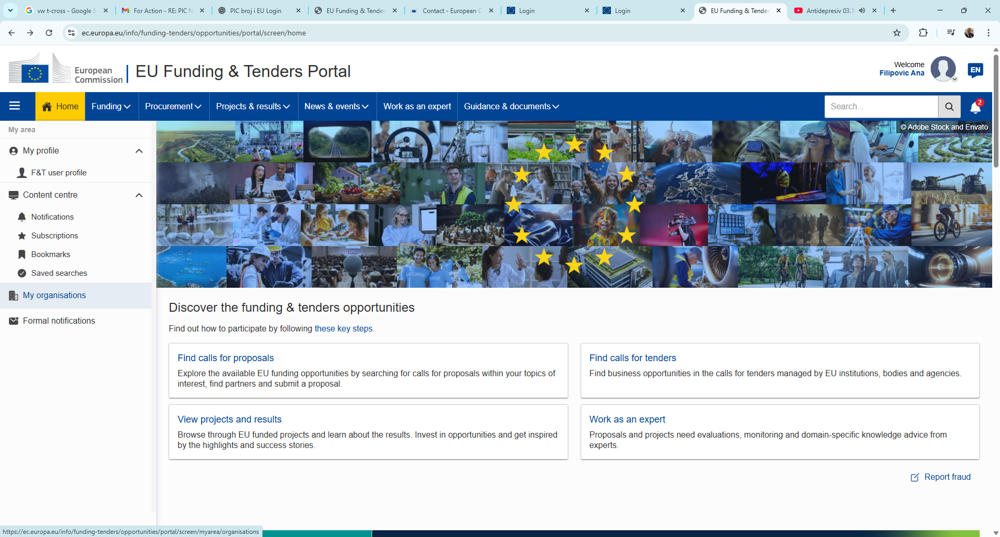 vw t-cross - Google S
For Action - RE: PIC N
PIC broj i EU Login
EU Funding & Tender
Contact - European C
Login
Login
EU Funding & Tender
Antidepresiv 03.1
ec.europa.eu/info/funding-tenders/opportunities/portal/screen/home
European
Commission
EU Funding & Tenders Portal
Welcome
Filipovic Ana
EN
Home
Funding
Procurement
Projects & results
News & events
Work as an expert
Guidance & documents
Search...
2
My area
© Adobe Stock and Envato
My profile
F&T user profile
Content centre
Notifications
Subscriptions
Bookmarks
Saved searches
My organisations
Formal notifications
Discover the funding & tenders opportunities
Find out how to participate by following these key steps.
Find calls for proposals
Explore the available EU funding opportunities by searching for calls for proposals within your topics of
interest, find partners and submit a proposal.
Find calls for tenders
Find business opportunities in the calls for tenders managed by EU institutions, bodies and agencies.
View projects and results
Browse through EU funded projects and learn about the results. Invest in opportunities and get inspired
by the highlights and success stories.
Work as an expert
Proposals and projects need evaluations, monitoring and domain-specific knowledge advice from
experts.
Report fraud
https://ec.europa.eu/info/funding-tenders/opportunities/portal/screen/myarea/organisations